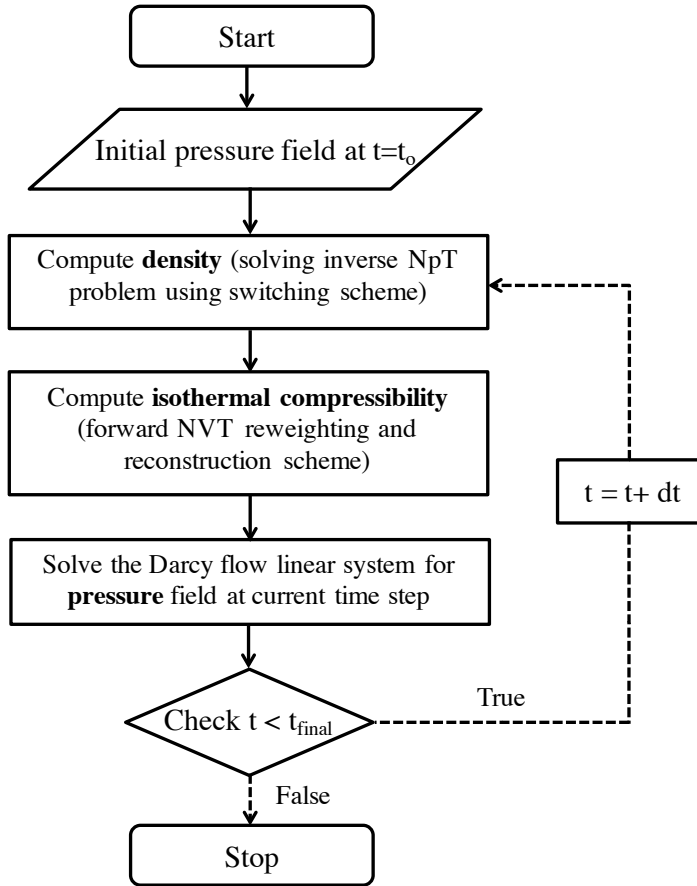 Start
Initial pressure field at t=to
Compute density (solving inverse NpT
problem using switching scheme)
Compute isothermal compressibility
(forward NVT reweighting and
reconstruction scheme)
t = t+ dt
Solve the Darcy flow linear system for
pressure field at current time step
Check t < tfinal
True
False
Stop